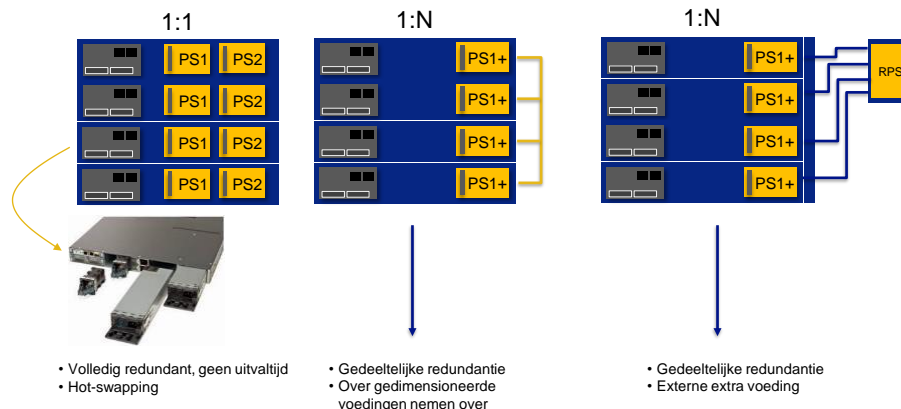 1:1
1:N
1:N
PS1 PS2
PS1 PS2
PS1 PS2
PS1 PS2
PS1+
PS1+
PS1+
PS1+
PS1+
PS1+
PS1+
PS1+
RPS
• Volledig redundant, geen uitvaltijd
• Hot-swapping
• Gedeeltelijke redundantie
• Over gedimensioneerde
voedingen nemen over
• Gedeeltelijke redundantie
• Externe extra voeding